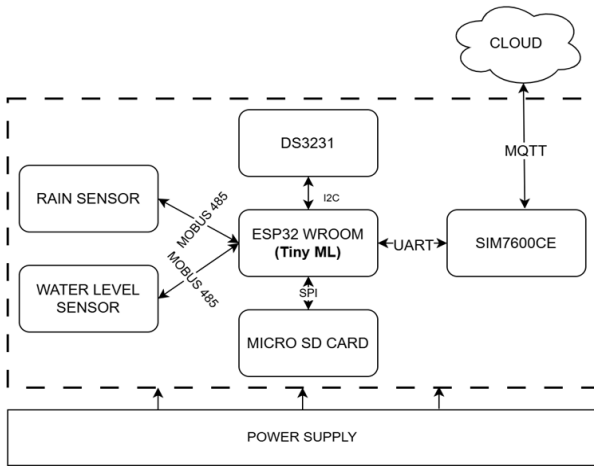 CLOUD
MQTT
DS3231
I2C
RAIN SENSOR
MOBUS 485
ESP32 WROOM
(Tiny ML)
UART
SIM7600CE
WATER LEVEL
SENSOR
MOBUS 485
SPI
MICRO SD CARD
POWER SUPPLY